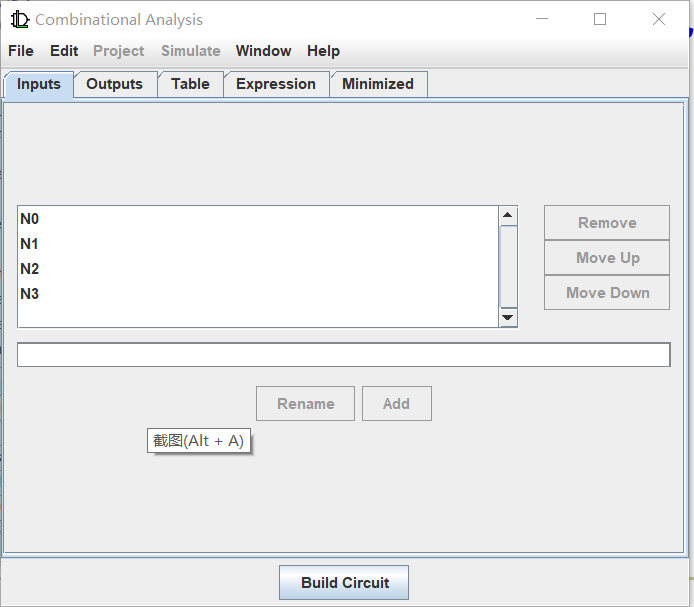 Combinational Analysis
File Edit Project Simulate Window Help
Inputs Outputs Table Expression Minimized
N0
N1
N2
N3
Remove
Move Up
Move Down
Rename Add
截图(Alt + A)
Build Circuit